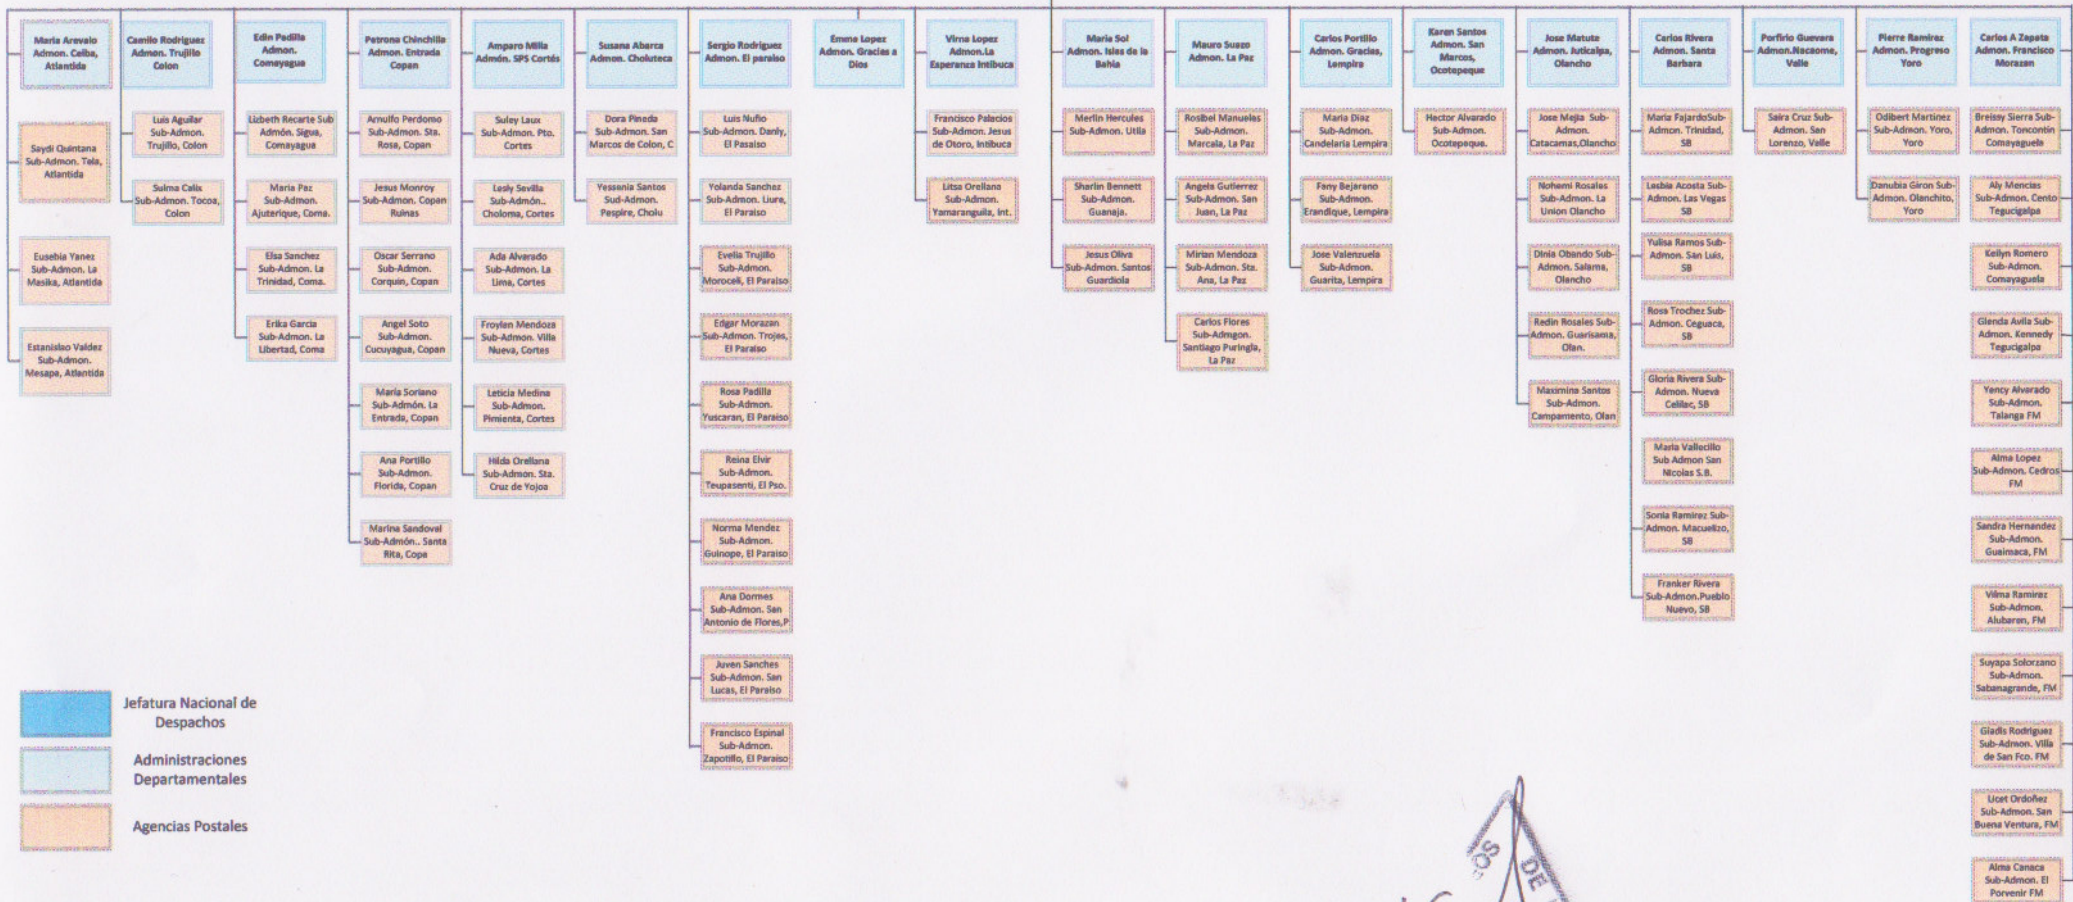 Maria Arevalo
Admon. Ceiba,
Atlantida
Saydi Quintana
Sub-Admon. Tela,
Atlantida
Eusebia Yanez
Sub-Admon. La
Masika, Atlantida
Estanislao Valdez
Sub-Admon.
Mesapa, Atlantida
Camilo Rodriguez
Admon. Trujillo
Colon
Luis Aguilar
Sub-Admon.
Trujillo, Colon
Sulma Calix
Sub-Admon. Tocoa,
Colon
Edin Padilla
Admon.
Comayagua
Lizbeth Recarte Sub
Admón. Sigua,
Comayagua
Maria Paz
Sub-Admon.
Ajuterique, Coma.
Elsa Sanchez
Sub-Admon. La
Trinidad, Coma.
Erika Garcia
Sub-Admon. La
Libertad, Coma
Petrona Chinchilla
Admon. Entrada
Copan
Arnulfo Perdomo
Sub-Admon. Sta.
Rosa, Copan
Jesus Monroy
Sub-Admon. Copan
Ruinas
Oscar Serrano
Sub-Admon.
Corquin, Copan
Angel Soto
Sub-Admon.
Cucuyagua, Copan
María Soriano
Sub-Admón. La
Entrada, Copan
Ana Portillo
Sub-Admon.
Florida, Copan
Marina Sandoval
Sub-Admón.. Santa
Rita, Copa
Amparo Milla
Admón. SPS Cortés
Suley Laux
Sub-Admon. Pto.
Cortes
Lesly Sevilla
Sub-Admón..
Choloma, Cortes
Ada Alvarado
Sub-Admon. La
Lima, Cortes
Froylan Mendoza
Sub-Admon. Villa
Nueva, Cortes
Leticia Medina
Sub-Admon.
Pimienta, Cortes
Hilda Orellana
Sub-Admon. Sta.
Cruz de Yojoa
Susana Abarca
Admon. Choluteca
Dora Pineda
Sub-Admon. San
Marcos de Colon, C
Yessenia Santos
Sud-Admon.
Pespire, Cholu
Sergio Rodriguez
Admon. El paraiso
Luis Nuñio
Sub-Admon. Danly,
El Pasaiso
Yolanda Sanchez
Sub-Admon. Liure,
El Paraiso
Evelia Trujillo
Sub-Admon.
Moroceli, El Paraiso
Edgar Morazan
Sub-Admon. Trojes,
El Paraiso
Rosa Padilla
Sub-Admon.
Yuscaran, El Paraiso
Reina Elvir
Sub-Admon.
Teupasenti, El Pso.
Norma Mendez
Sub-Admon.
Guinope, El Paraiso
Ana Dormes
Sub-Admon. San
Antonio de Flores,P
Juven Sanches
Sub-Admon. San
Lucas, El Paraiso
Francisco Espinal
Sub-Admon.
Zapotillo, El Paraiso
Emma Lopez
Admon. Gracias a
Dios
Virna Lopez
Admon.La
Esperanza Intibuca
Francisco Palacios
Sub-Admon. Jesus
de Otoro, Intibuca
Litsa Orellana
Sub-Admon.
Yamaranguila, Int.
Maria Sol
Admon. Islas de la
Bahia
Merlin Hercules
Sub-Admon. Utila
Sharlin Bennett
Sub-Admon.
Guanaja.
Jesus Oliva
Sub-Admon. Santos
Guardiola
Mauro Suazo
Admon. La Paz
Rosibel Manueles
Sub-Admon.
Marcala, La Paz
Angela Gutierrez
Sub-Admon. San
Juan, La Paz
Mirian Mendoza
Sub-Admon. Sta.
Ana, La Paz
Carlos Flores
Sub-Admgon.
Santiago Puringla,
La Paz
Carlos Portillo
Admon. Gracias,
Lempira
Maria Diaz
Sub-Admon.
Candelaria Lempira
Fany Bejarano
Sub-Admon.
Erandique, Lempira
Jose Valenzuela
Sub-Admon.
Guarita, Lempira
Karen Santos
Admon. San
Marcos,
Ocotepeque
Hector Alvarado
Sub-Admon.
Ocotepeque.
Jose Matute
Admon. Juticalpa,
Olancho
Jose Mejia Sub-
Admon.
Catacamas,Olancho
Nohemi Rosales
Sub-Admon. La
Union Olancho
Dinia Obando Sub-
Admon. Salama,
Olancho
Redin Rosales Sub-
Admon. Guarisama,
Olan.
Maximina Santos
Sub-Admon.
Campamento, Olan
Carlos Rivera
Admon. Santa
Barbara
Maria FajardoSub-
Admon. Trinidad,
SB
Lesbia Acosta Sub-
Admon. Las Vegas
SB
Yulisa Ramos Sub-
Admon. San Luis,
SB
Rosa Trochez Sub-
Admon. Ceguaca,
SB
Gloria Rivera Sub-
Admon. Nueva
Celilac, SB
Maria Vallecillo
Sub Admon San
Nicolas S.B.
Sonia Ramirez Sub-
Admon. Macuelizo,
SB
Franker Rivera
Sub-Admon.Pueblo
Nuevo, SB
Porfirio Guevara
Admon.Nacaome,
Valle
Saira Cruz Sub-
Admon. San
Lorenzo, Valle
Pierre Ramirez
Admon. Progreso
Yoro
Odibert Martinez
Sub-Admon. Yoro,
Yoro
Danubia Giron Sub-
Admon. Olanchito,
Yoro
Carlos A Zapata
Admon. Francisco
Morazan
Breissy Sierra Sub-
Admon. Toncontin
Comayaguela
Aly Mencias
Sub-Admon. Cento
Tegucigalpa
Keilyn Romero
Sub-Admon.
Comayaguela
Glenda Avila Sub-
Admon. Kennedy
Tegucigalpa
Yency Alvarado
Sub-Admon.
Talanga FM
Alma Lopez
Sub-Admon. Cedros
FM
Sandra Hernandez
Sub-Admon.
Guaimaca, FM
Vilma Ramirez
Sub-Admon.
Alubaren, FM
Suyapa Solorzano
Sub-Admon.
Sabanagrande, FM
Gladis Rodriguez
Sub-Admon. Villa
de San Fco. FM
Licet Ordoñez
Sub-Admon. San
Buena Ventura, FM
Alma Canaca
Sub-Admon. El
Porvenir FM
Jefatura Nacional de
Despachos
Administraciones
Departamentales
Agencias Postales
OS DE